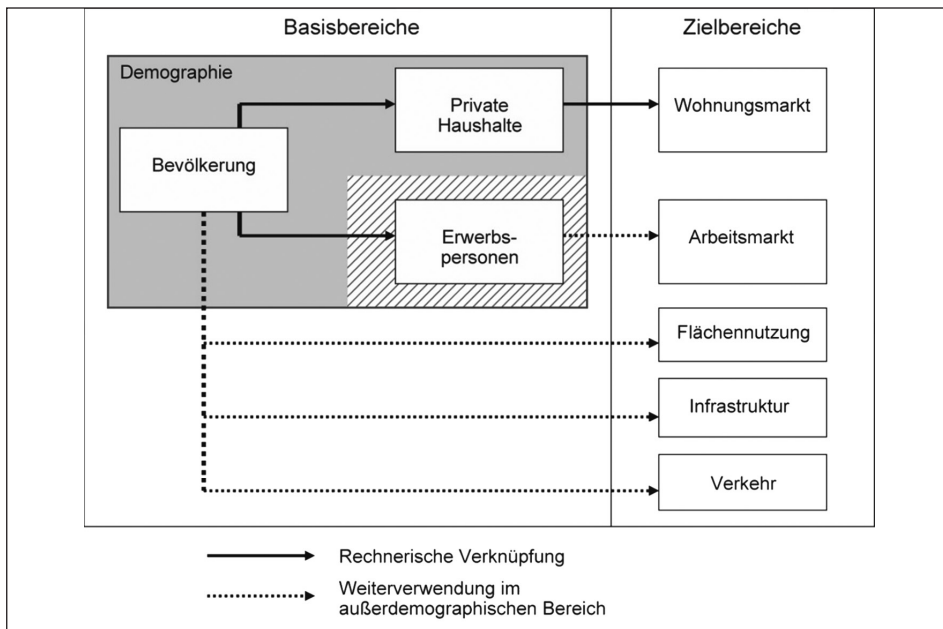 Basisbereiche
Zielbereiche
Demographie
Private
Haushalte
Wohnungsmarkt
Bevölkerung
Erwerbs-
personen
Arbeitsmarkt
Flächennutzung
Infrastruktur
Verkehr
Rechnerische Verknüpfung
Weiterverwendung im
außerdemographischen Bereich